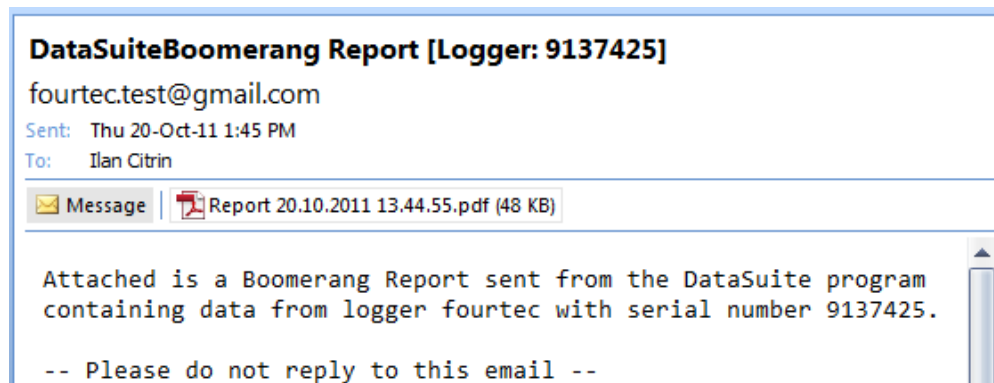 DataSuiteBoomerang Report [Logger: 9137425]
fourtec.test@gmail.com
Sent: Thu 20-Oct-11 1:45 PM
To: Ilan Citrin
Message Report 20.10.2011 13.44.55.pdf (48 KB)
Attached is a Boomerang Report sent from the DataSuite program
containing data from logger fourtec with serial number 9137425.
-- Please do not reply to this email --